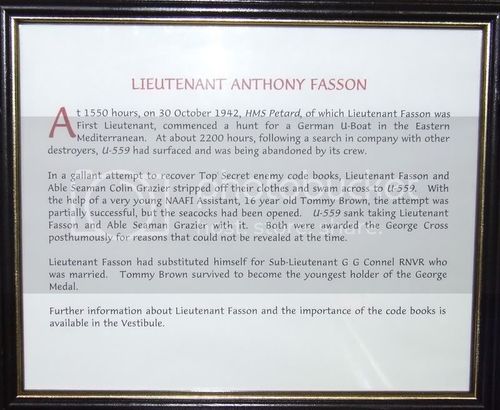 LIEUTENANT ANTHONY FASSON
At 1550 hours, on 30 October 1942, HMS Petard, of which Lieutenant Fasson was
First Lieutenant, commenced a hunt for a German U-Boat in the Eastern
Mediterranean. At about 2200 hours, following a search in company with other
destroyers, U-559 had surfaced and was being abandoned by its crew.
In a gallant attempt to recover Top Secret enemy code books, Lieutenant Fasson and
Able Seaman Colin Grazier stripped off their clothes and swam across to U-559. With
the help of a very young NAAFI Assistant, 16 year old Tommy Brown, the attempt was
partially successful, but the seacocks had been opened. U-559 sank taking Lieutenant
Fasson and Able Seaman Grazier with it. Both were awarded the George Cross
posthumously for reasons that could not be revealed at the time.
Lieutenant Fasson had substituted himself for Sub-Lieutenant G G Connel RNVR who
was married. Tommy Brown survived to become the youngest holder of the George
Medal.
Further information about Lieutenant Fasson and the importance of the code books is
available in the Vestibule.